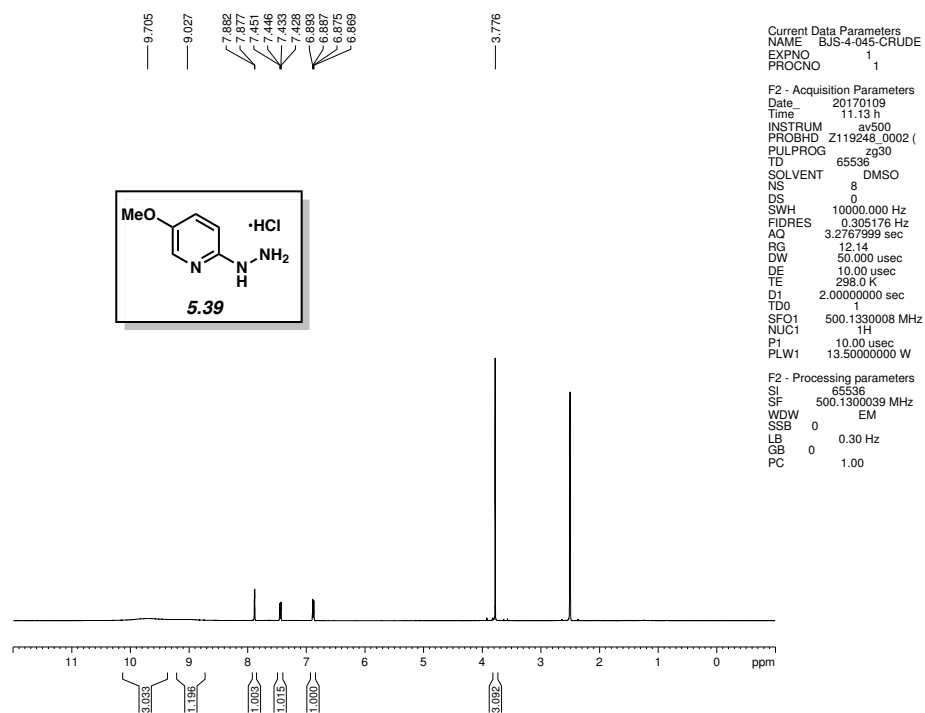 9.705
9.027
7.882
7.877
7.451
7.446
7.433
7.428
6.893
6.887
6.875
6.869
3.776
Current Data Parameters
NAME BJS-4-045-CRUDE
EXPNO 1
PROCNO 1
F2 - Acquisition Parameters
Date_ 20170109
Time 11.13 h
INSTRUM av500
PROBHD Z119248_0002 (
PULPROG zg30
TD 65536
SOLVENT DMSO
NS 8
DS 0
SWH 10000.000 Hz
FIDRES 0.305176 Hz
AQ 3.2767999 sec
RG 12.14
DW 50.000 usec
DE 10.00 usec
TE 298.0 K
D1 2.00000000 sec
TD0 1
SFO1 500.1330008 MHz
NUC1 1H
P1 10.00 usec
PLW1 13.50000000 W
F2 - Processing parameters
SI 65536
SF 500.1300039 MHz
WDW EM
SSB 0
LB 0.30 Hz
GB 0
PC 1.00
MeO
·HCl
N
N
H
NH2
5.39
11 10 9 8 7 6 5 4 3 2 1 0 ppm
3.033
1.196
1.003
1.015
1.000
3.092